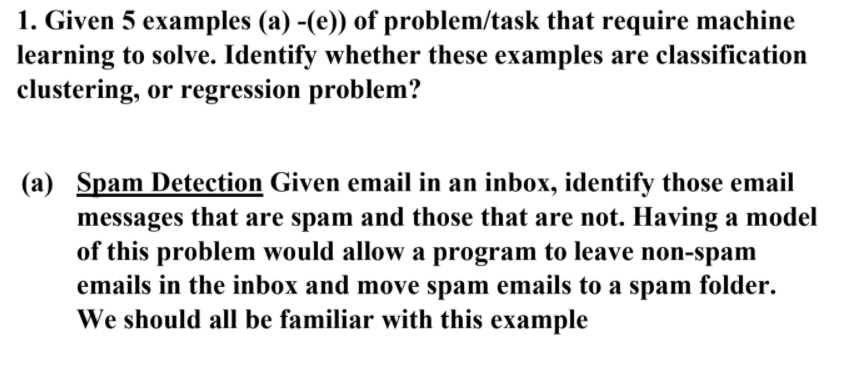 1. Given 5 examples (a) -(e)) of problem/task that require machine
learning to solve. Identify whether these examples are classification
clustering, or regression problem?
(a) Spam Detection Given email in an inbox, identify those email
messages that are spam and those that are not. Having a model
of this problem would allow a program to leave non-spam
emails in the inbox and move spam emails to a spam folder.
We should all be familiar with this example